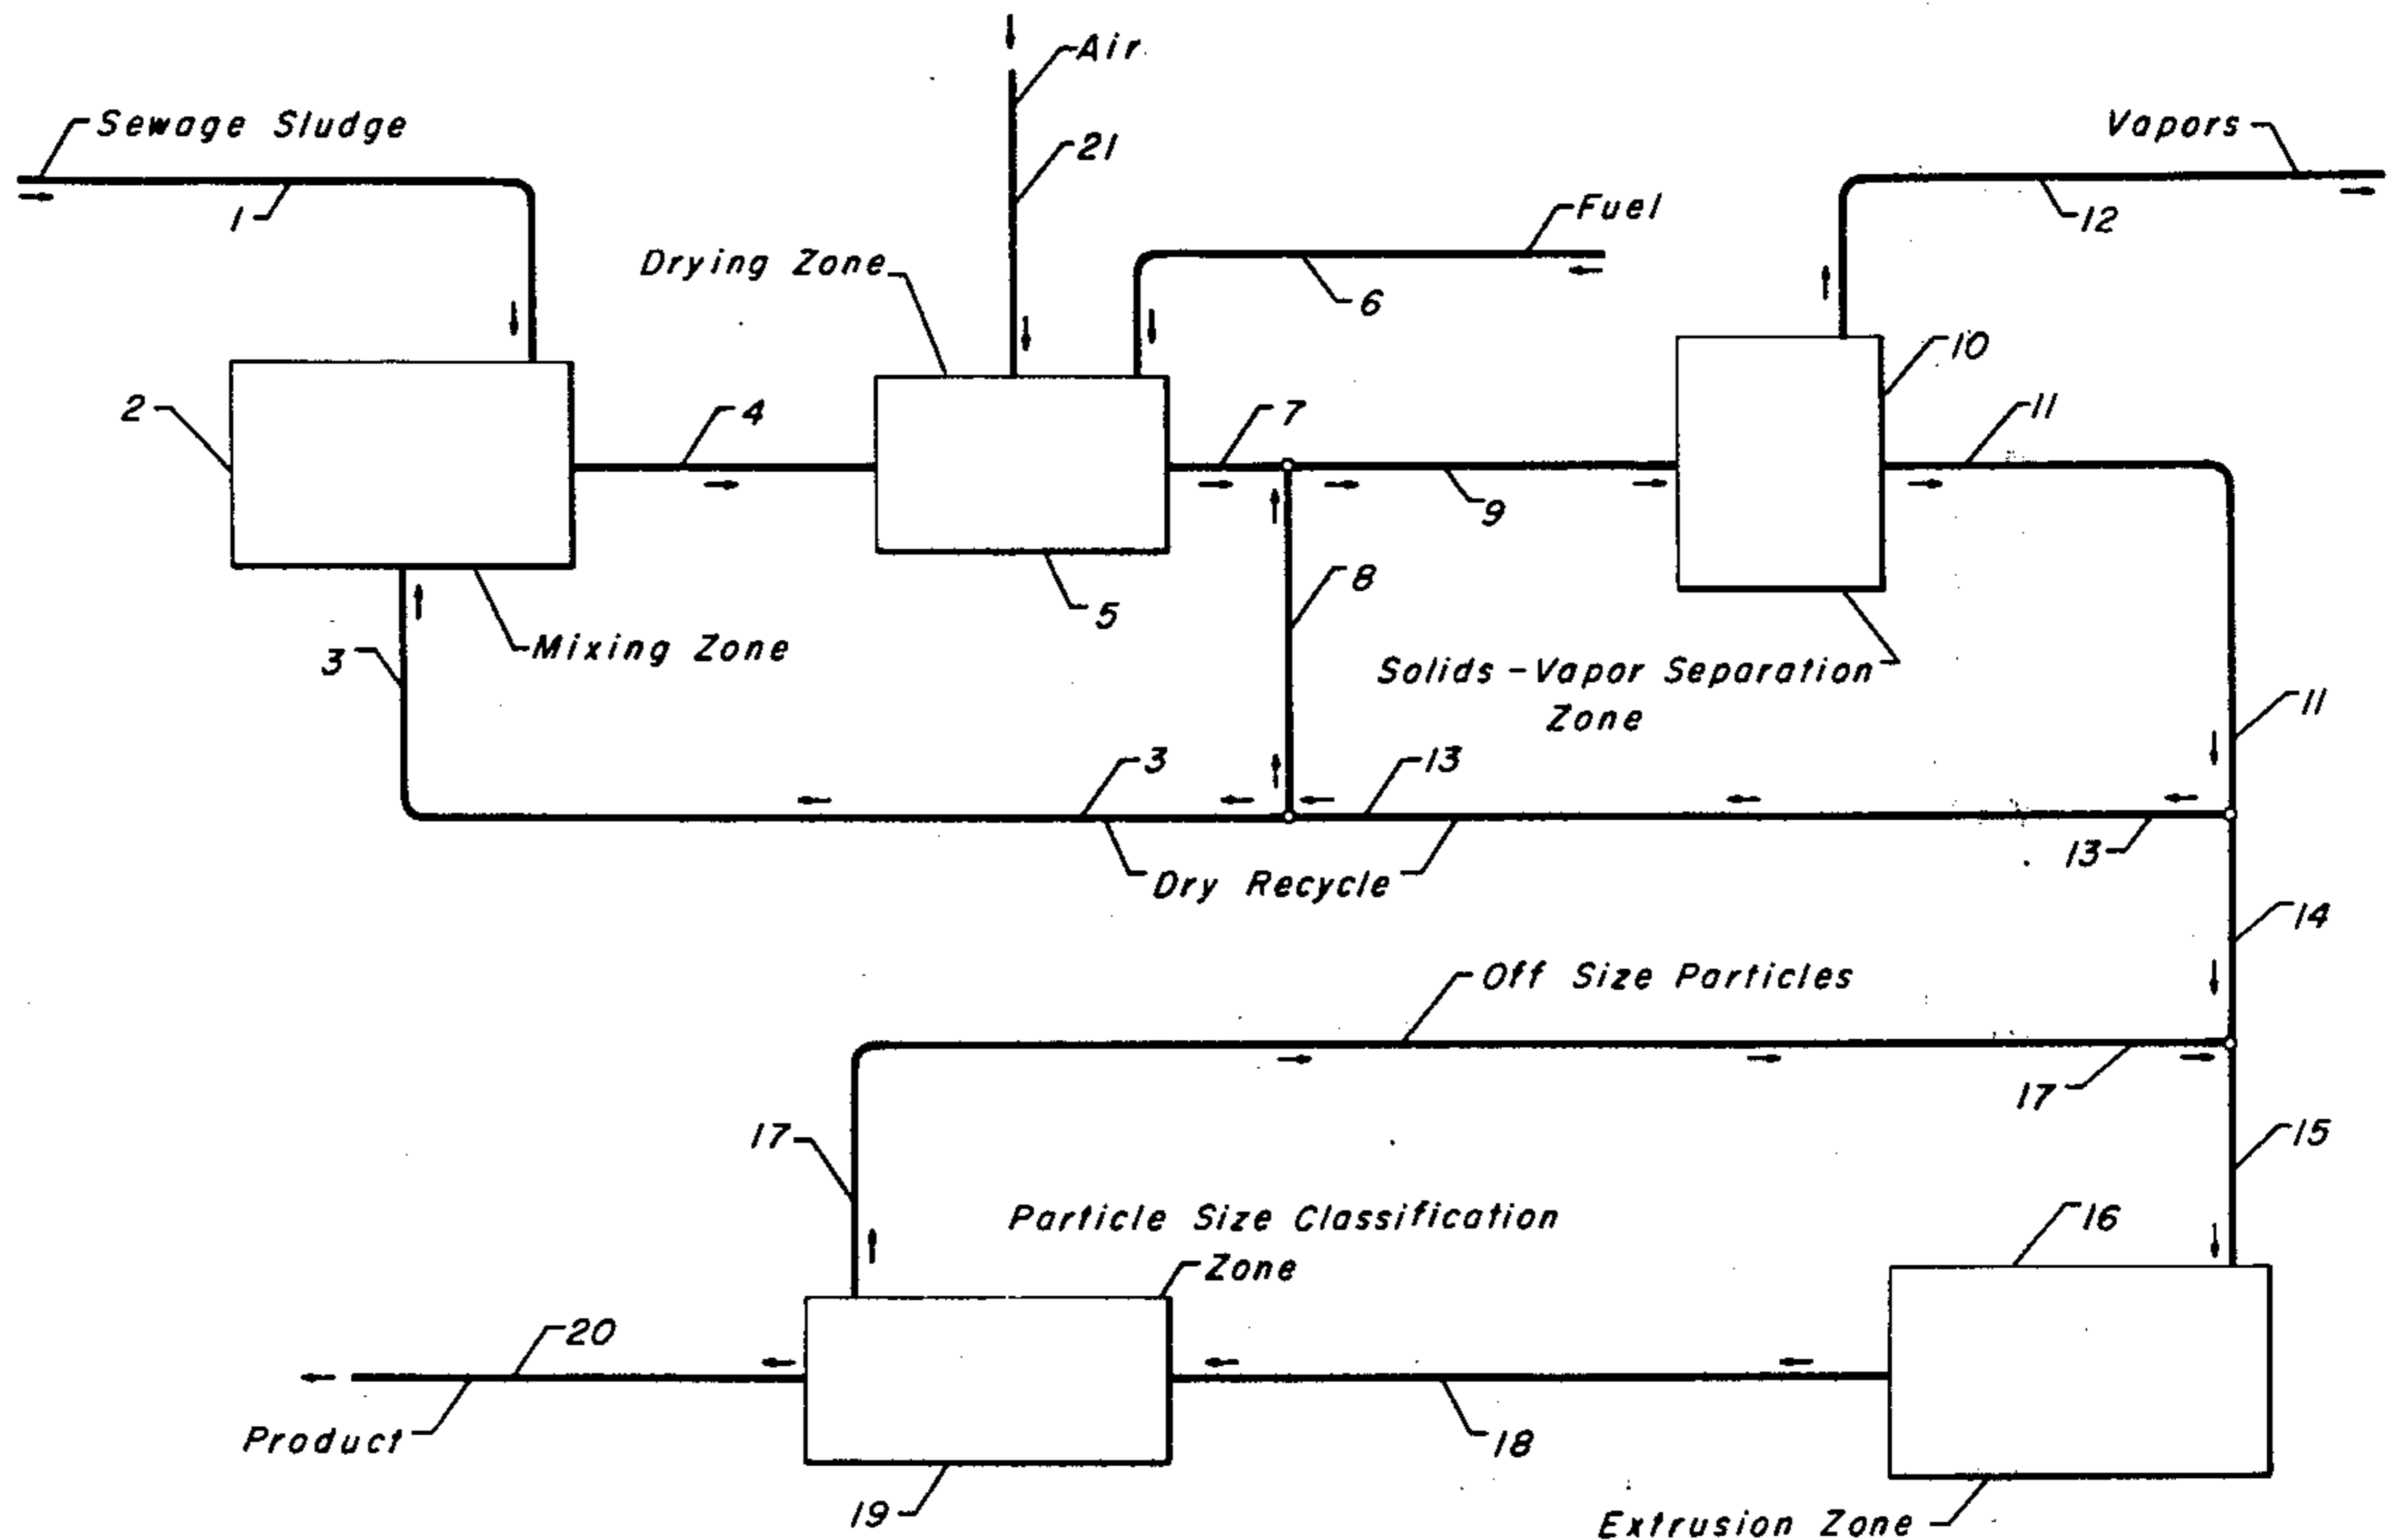 Air
Sewage Sludge
Vapors
21
1
Fuel
12
Drying Zone
6
10
2
4
7
11
9
8
5
3
Mixing Zone
Solids-Vapor Separation
Zone
11
3
13
13
Dry Recycle
14
Off Size Particles
17
17
15
Particle Size Classification
Zone
16
20
Product
18
19
Extrusion Zone